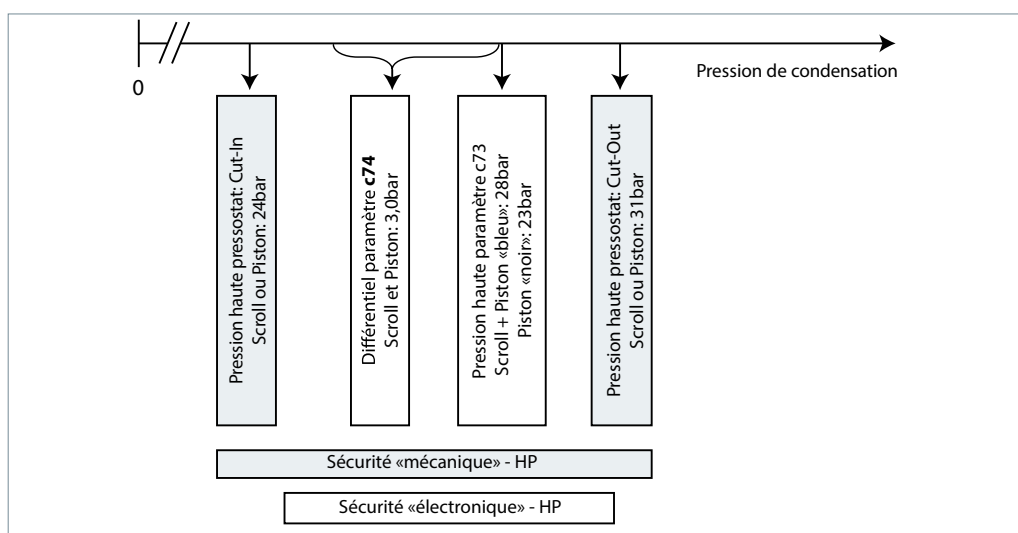 0
Pression de condensation
Pression haute pressostat: Cut-In
Scroll ou Piston: 24bar
Différentiel paramètre c74
Scroll et Piston: 3,0bar
Pression haute paramètre c73
Scroll + Piston «bleu»: 28bar
Piston «noir»: 23bar
Pression haute pressostat: Cut-Out
Scroll ou Piston: 31bar
Sécurité «mécanique» - HP
Sécurité «électronique» - HP